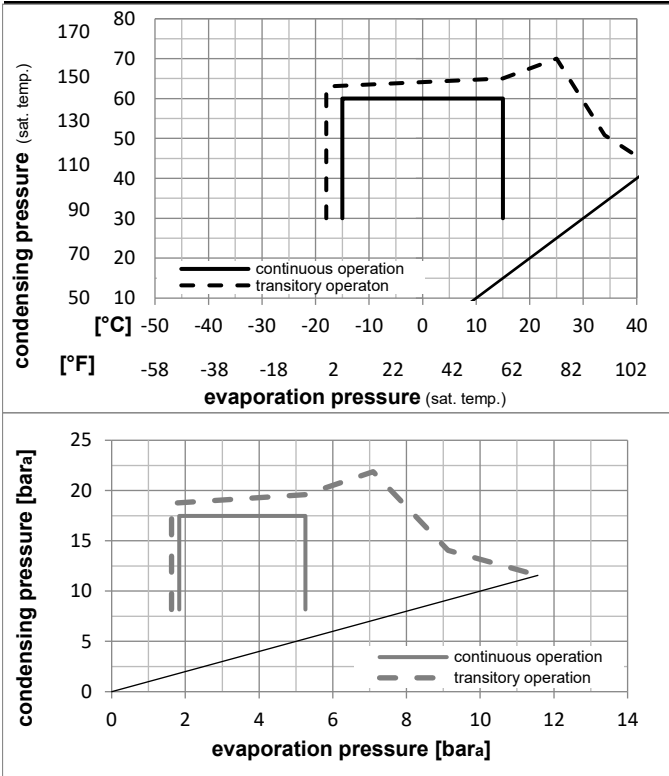 condensing pressure (sat. temp.)
170 80
150 70
60
130 50
110 40
90 30
70 20
50 10
continuous operation
transitory operaton
[°C] -50 -40 -30 -20 -10 0 10 20 30 40
[°F] -58 -38 -18 2 22 42 62 82 102
evaporation pressure (sat. temp.)
condensing pressure [bara]
25
20
15
10
5
0
continuous operation
transitory operation
0 2 4 6 8 10 12 14
evaporation pressure [bara]